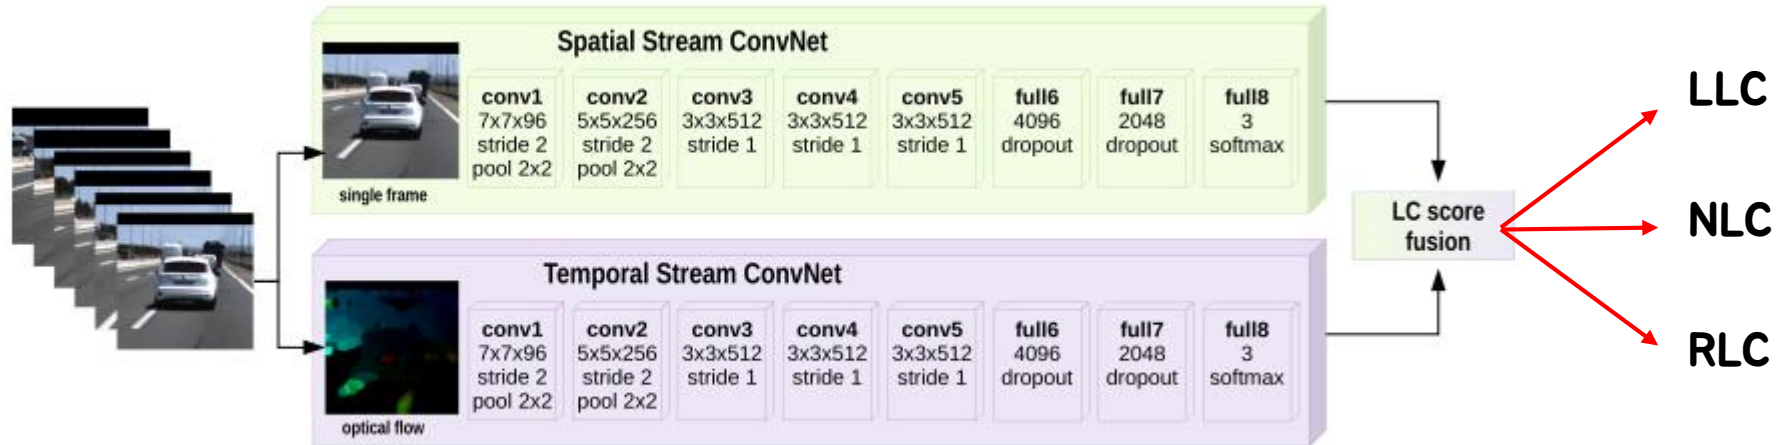 Spatial Stream ConvNet
single frame
conv1
7x7x96
stride 2
pool 2x2
conv2
5x5x256
stride 2
pool 2x2
conv3
3x3x512
stride 1
conv4
3x3x512
stride 1
conv5
3x3x512
stride 1
full6
4096
dropout
full7
2048
dropout
full8
3
softmax
Temporal Stream ConvNet
optical flow
conv1
7x7x96
stride 2
pool 2x2
conv2
5x5x256
stride 2
pool 2x2
conv3
3x3x512
stride 1
conv4
3x3x512
stride 1
conv5
3x3x512
stride 1
full6
4096
dropout
full7
2048
dropout
full8
3
softmax
LC score
fusion
LLC
NLC
RLC